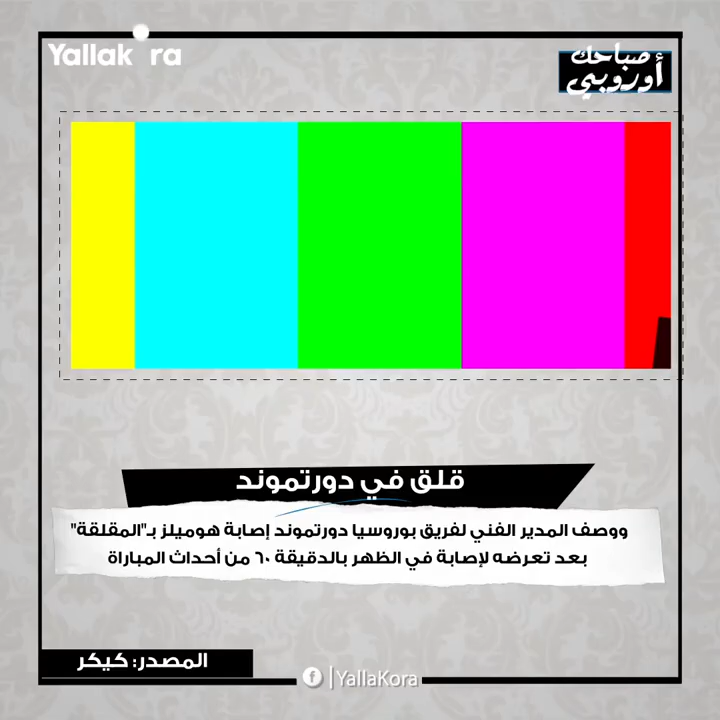 Yallakora
صباحك
أوروبي
قلق في دورتموند
ووصف المدير الفني لفريق بوروسيا دورتموند إصابة هوميلز بـ"المقلقة"
بعد تعرضه لإصابة في الظهر بالدقيقة ٦٠ من أحداث المباراة
المصدر: كيكر
f | YallaKora